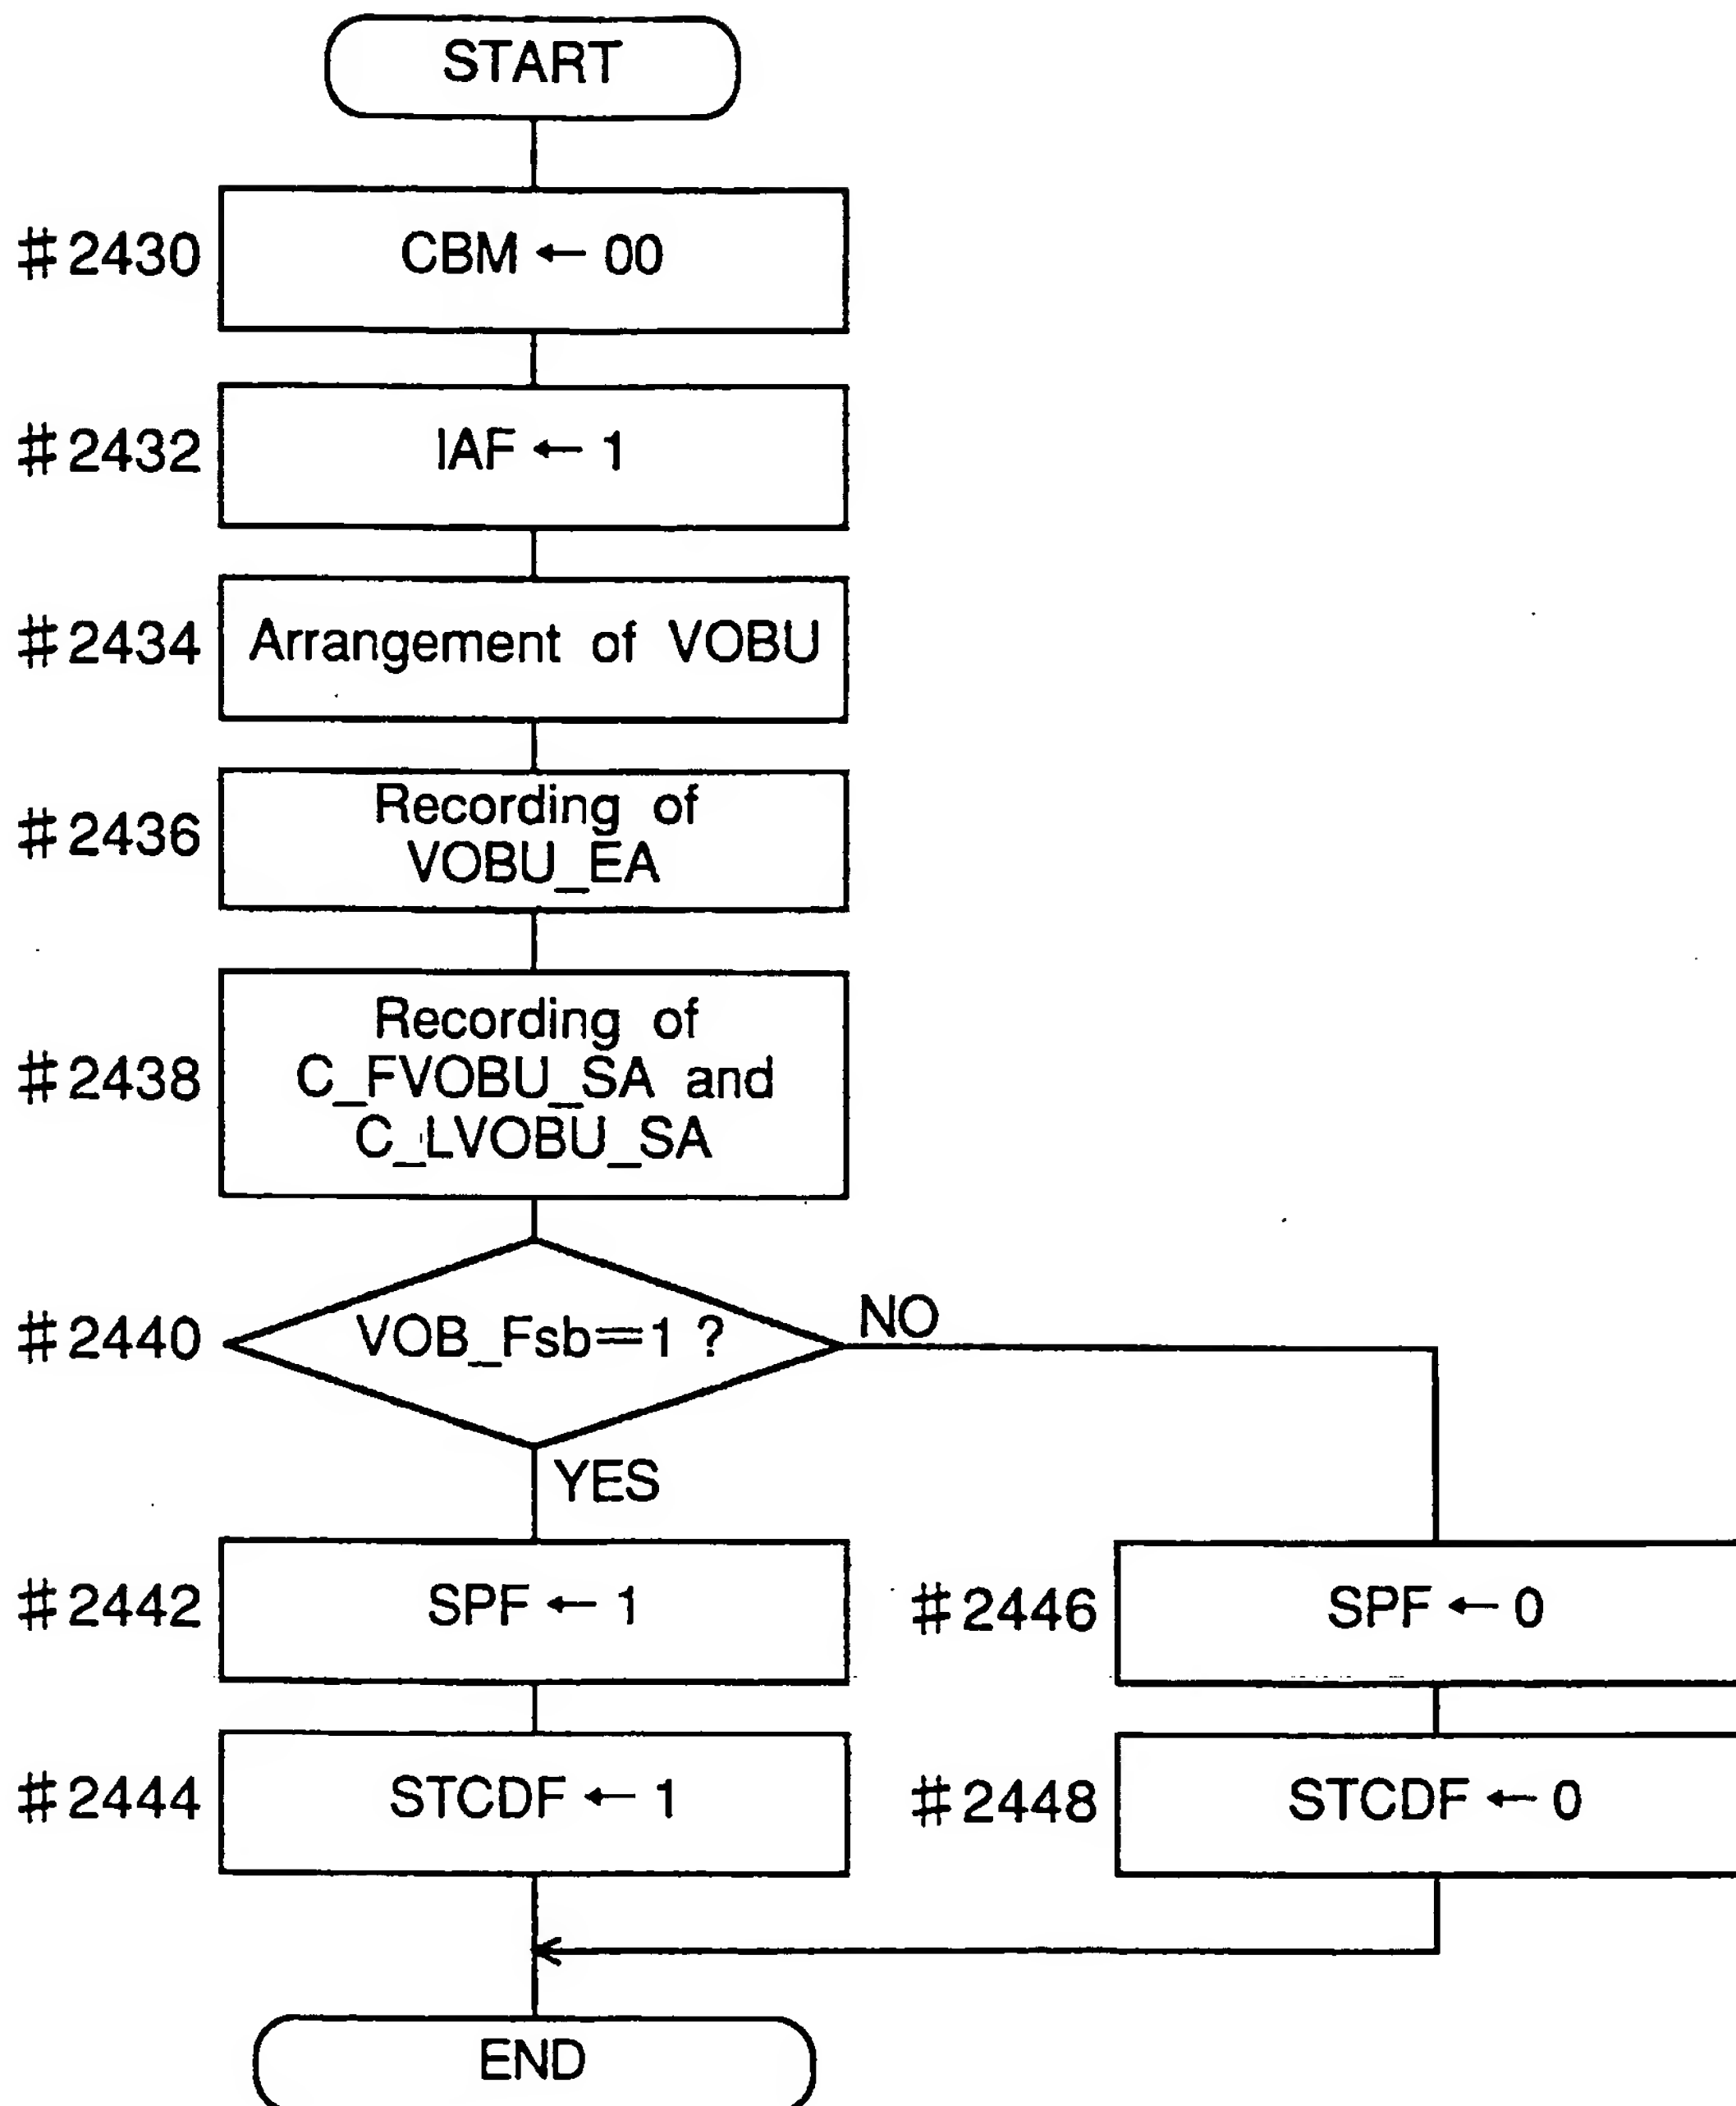 START
#2430
CBM ← 00
#2432
IAF ← 1
#2434
Arrangement of VOBU
#2436
Recording of
VOBU_EA
#2438
Recording of
C_FVOBU_SA and
C_LVOBU_SA
#2440
VOB_Fsb=1 ?
NO
YES
#2442
SPF ← 1
#2446
SPF ← 0
#2444
STCDF ← 1
#2448
STCDF ← 0
END